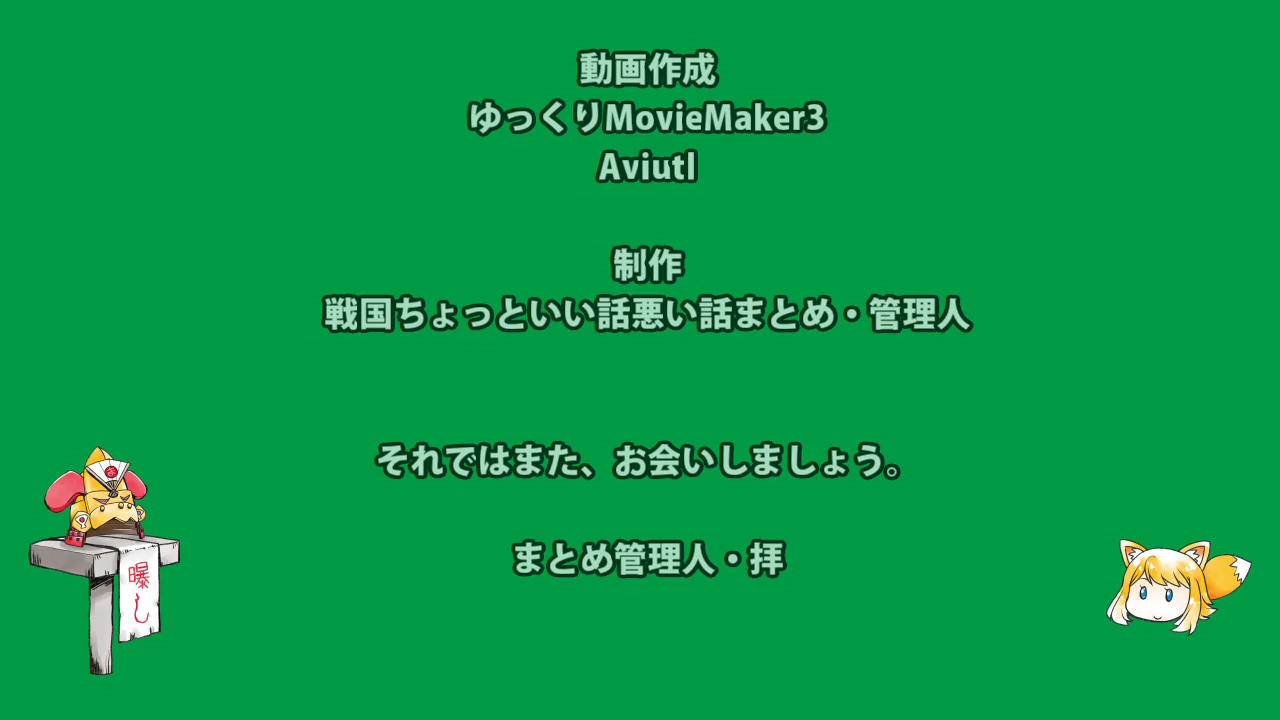 動画作成
ゆっくりMovieMaker3
Aviutl
制作
戦国ちょっといい話悪い話まとめ・管理人
それではまた、お会いしましょう。
まとめ管理人・拝
曝し